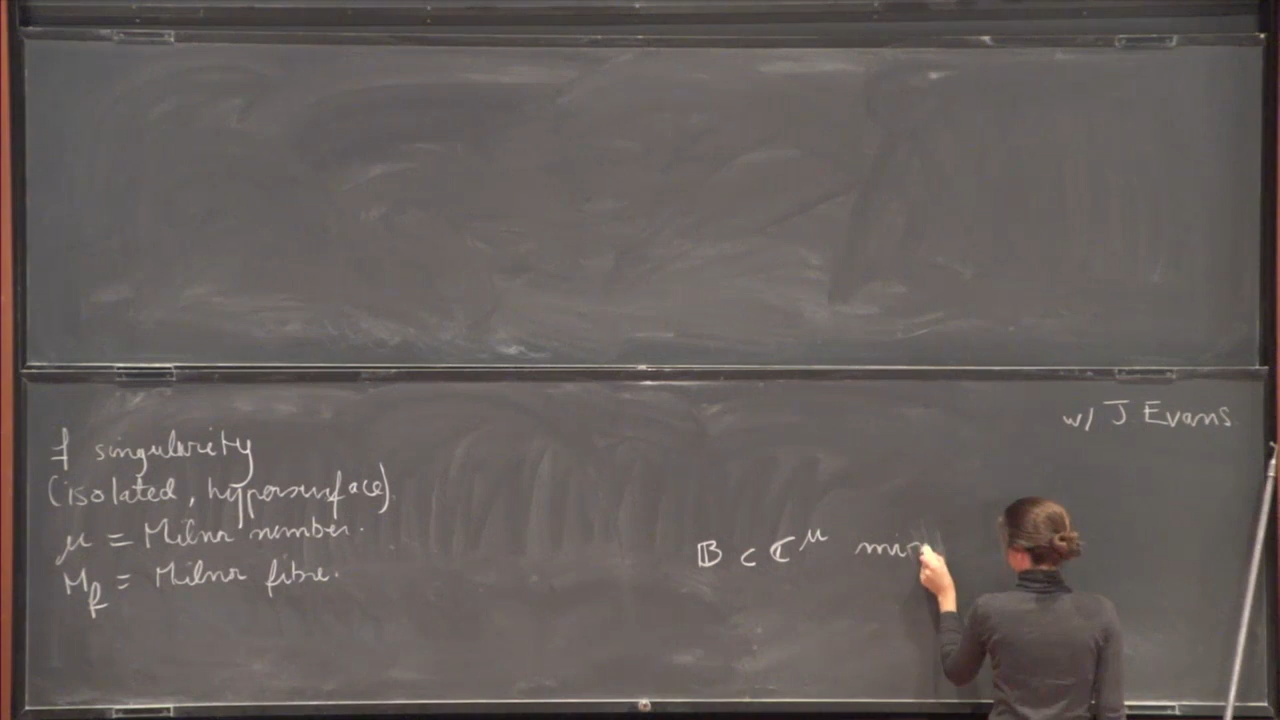 w/ J Evans
f singularity
(isolated, hypersurface).
μ = Milnor number.
M_f = Milnor fibre.
𝔹 ⊂ ℂ^μ